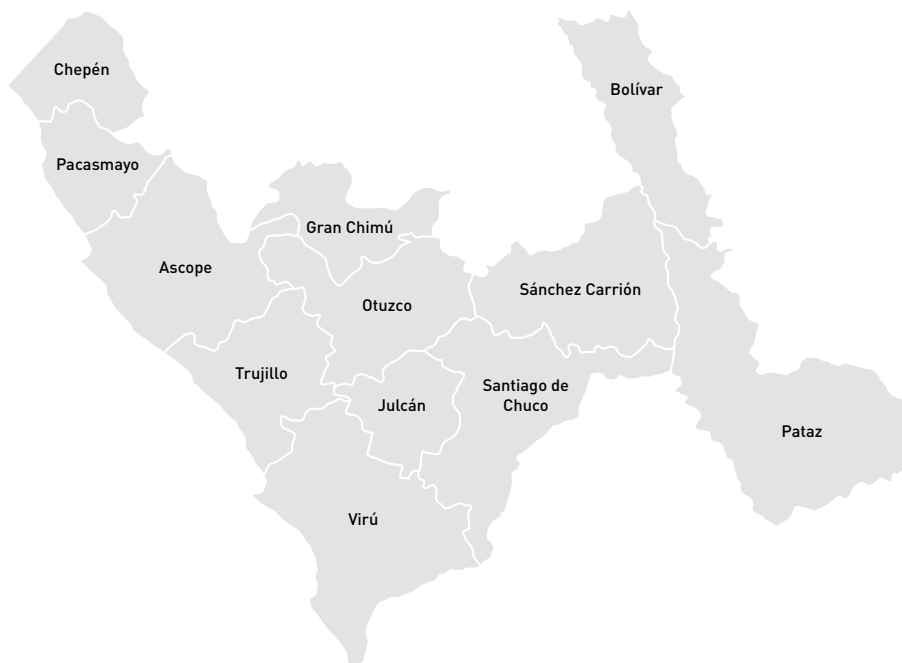 Chepén
Bolívar
Pacasmayo
Gran Chimú
Ascope
Sánchez Carrión
Otuzco
Trujillo
Santiago de
Chuco
Julcán
Pataz
Virú